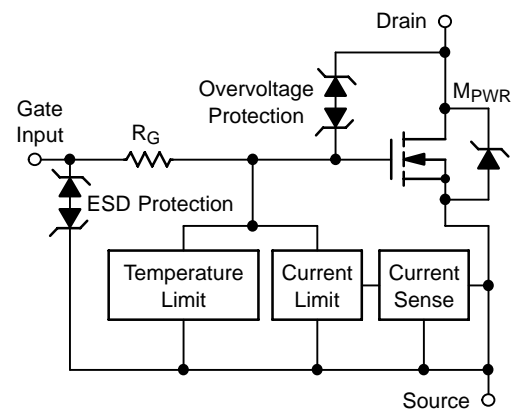 Drain
Overvoltage
Protection
MPWR
Gate
Input
RG
ESD Protection
Temperature
Limit
Current
Limit
Current
Sense
Source